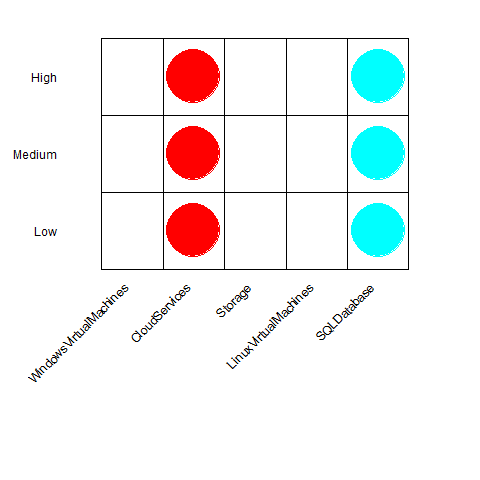 High
Medium
Low
WindowsVirtualMachines
CloudServices
Storage
LinuxVirtualMachines
SQLDatabase